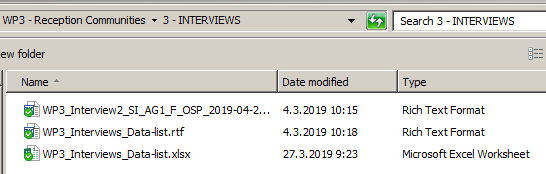 WP3 - Reception Communities 3 - INTERVIEWS Search 3 - INTERVIEWS
ew folder
Name Date modified Type
WP3_Interview2_SI_AG1_F_OSP_2019-04-2... 4.3.2019 10:15 Rich Text Format
WP3_Interviews_Data-list.rtf 4.3.2019 10:18 Rich Text Format
WP3_Interviews_Data-list.xlsx 27.3.2019 9:23 Microsoft Excel Worksheet